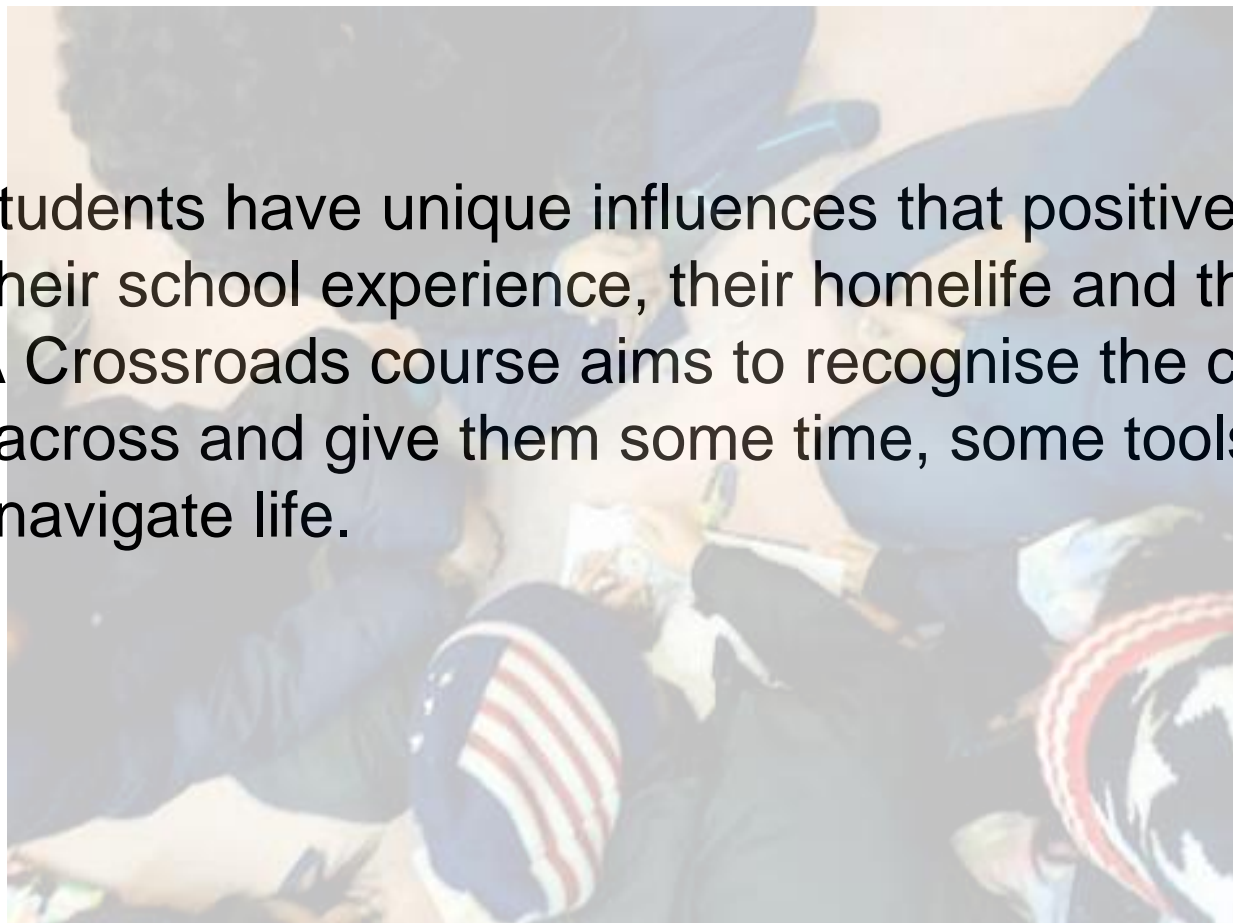 tudents have unique influences that positive
heir school experience, their homelife and th
Crossroads course aims to recognise the c
across and give them some time, some tools
navigate life.